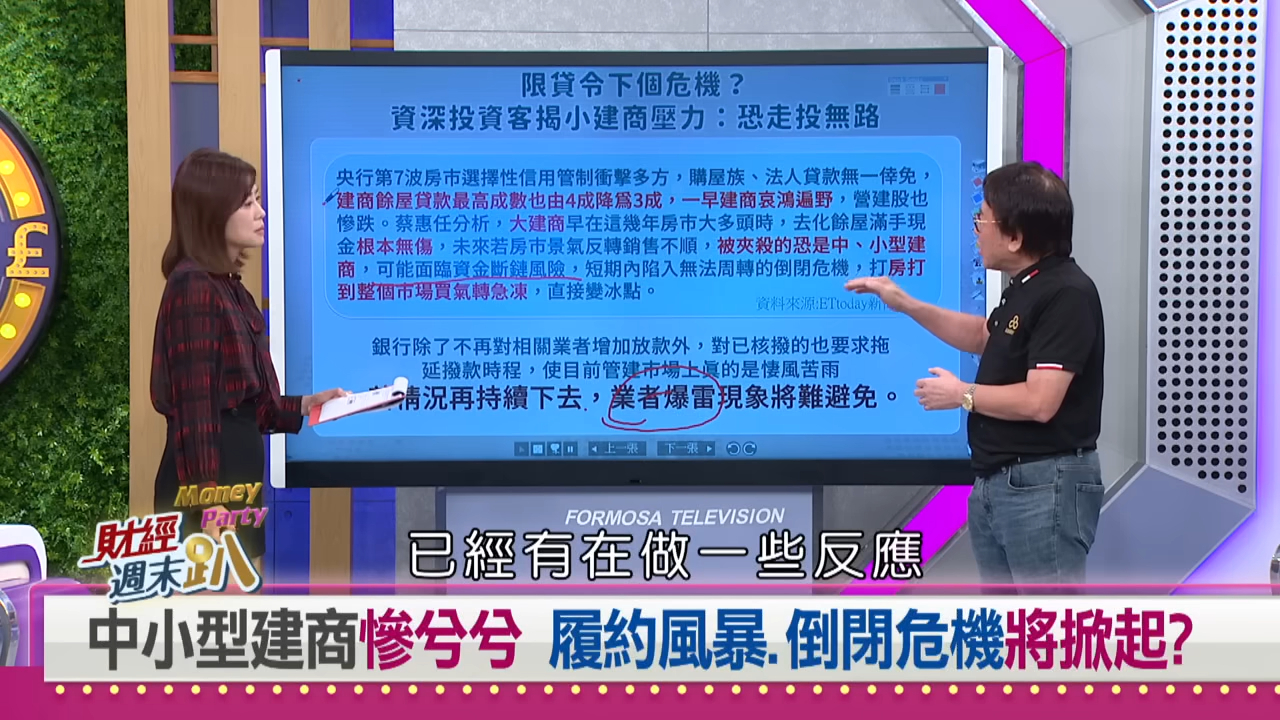 限貸令下個危機？
資深投資客揭小建商壓力：恐走投無路
央行第7波房市選擇性信用管制衝擊多方，購屋族、法人貸款無一倖免，
建商餘屋貸款最高成數也由4成降為3成，一早建商哀鴻遍野，營建股也
慘跌。蔡惠任分析，大建商早在這幾年房市大多頭時，去化餘屋滿手現
金根本無傷，未來若房市景氣反轉銷售不順，被夾殺的恐是中、小型建
商，可能面臨資金斷鏈風險，短期內陷入無法周轉的倒閉危機，打房打
到整個市場買氣轉急凍，直接變冰點。
資料來源:ETtoday新
銀行除了不再對相關業者增加放款外，對已核撥的也要求拖
延撥款時程，使目前管建市場上真的是悽風苦雨
情況再持續下去，業者爆雷現象將難避免。
上一張 下一張
FORMOSA TELEVISION
Money
Party
財經
週末趴
已經有在做一些反應
中小型建商慘兮兮 履約風暴.倒閉危機將掀起?